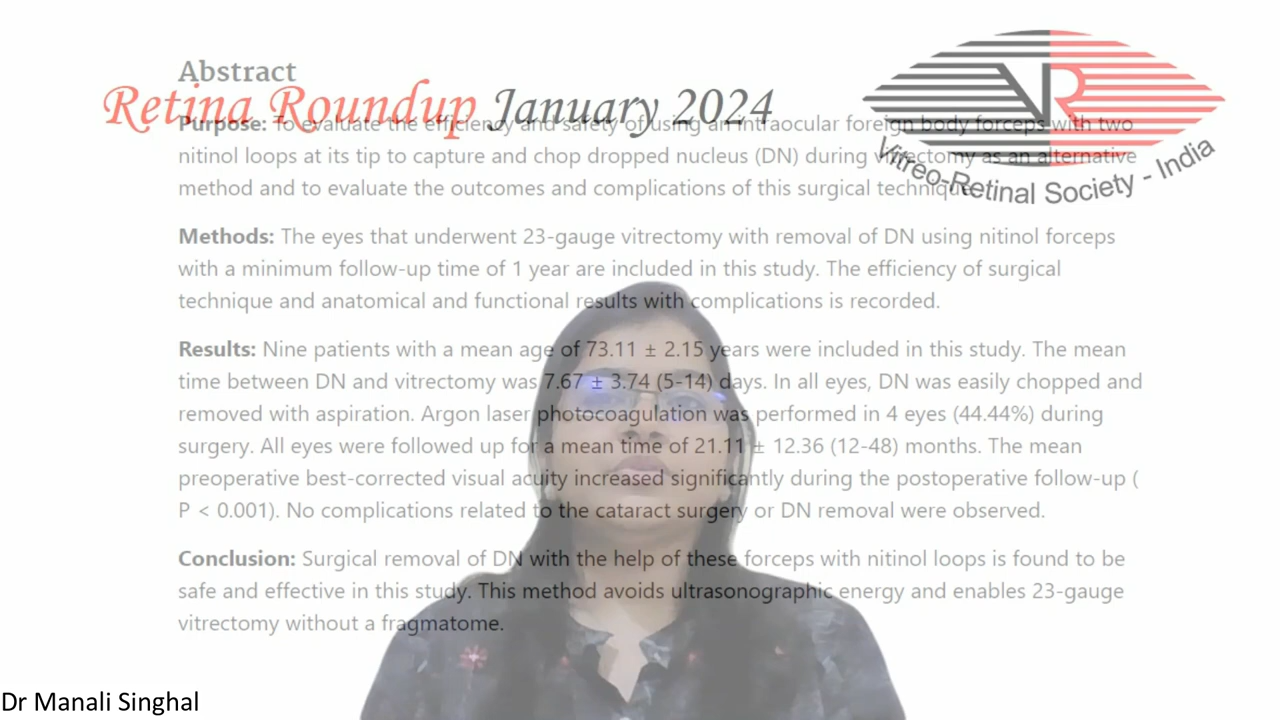 Abstract
Retina Roundup January 2024
Purpose: To evaluate the efficiency and safety of using an intraocular foreign body forceps with two
nitinol loops at its tip to capture and chop dropped nucleus (DN) during vitrectomy as an alternative
method and to evaluate the outcomes and complications of this surgical technique.
VR
Vitreo-Retinal Society - India
Methods: The eyes that underwent 23-gauge vitrectomy with removal of DN using nitinol forceps
with a minimum follow-up time of 1 year are included in this study. The efficiency of surgical
technique and anatomical and functional results with complications is recorded.
Results: Nine patients with a mean age of 73.11 ± 2.15 years were included in this study. The mean
time between DN and vitrectomy was 7.67 ± 3.74 (5-14) days. In all eyes, DN was easily chopped and
removed with aspiration. Argon laser photocoagulation was performed in 4 eyes (44.44%) during
surgery. All eyes were followed up for a mean time of 21.11 ± 12.36 (12-48) months. The mean
preoperative best-corrected visual acuity increased significantly during the postoperative follow-up (
P < 0.001). No complications related to the cataract surgery or DN removal were observed.
Conclusion: Surgical removal of DN with the help of these forceps with nitinol loops is found to be
safe and effective in this study. This method avoids ultrasonographic energy and enables 23-gauge
vitrectomy without a fragmatome.
Dr Manali Singhal